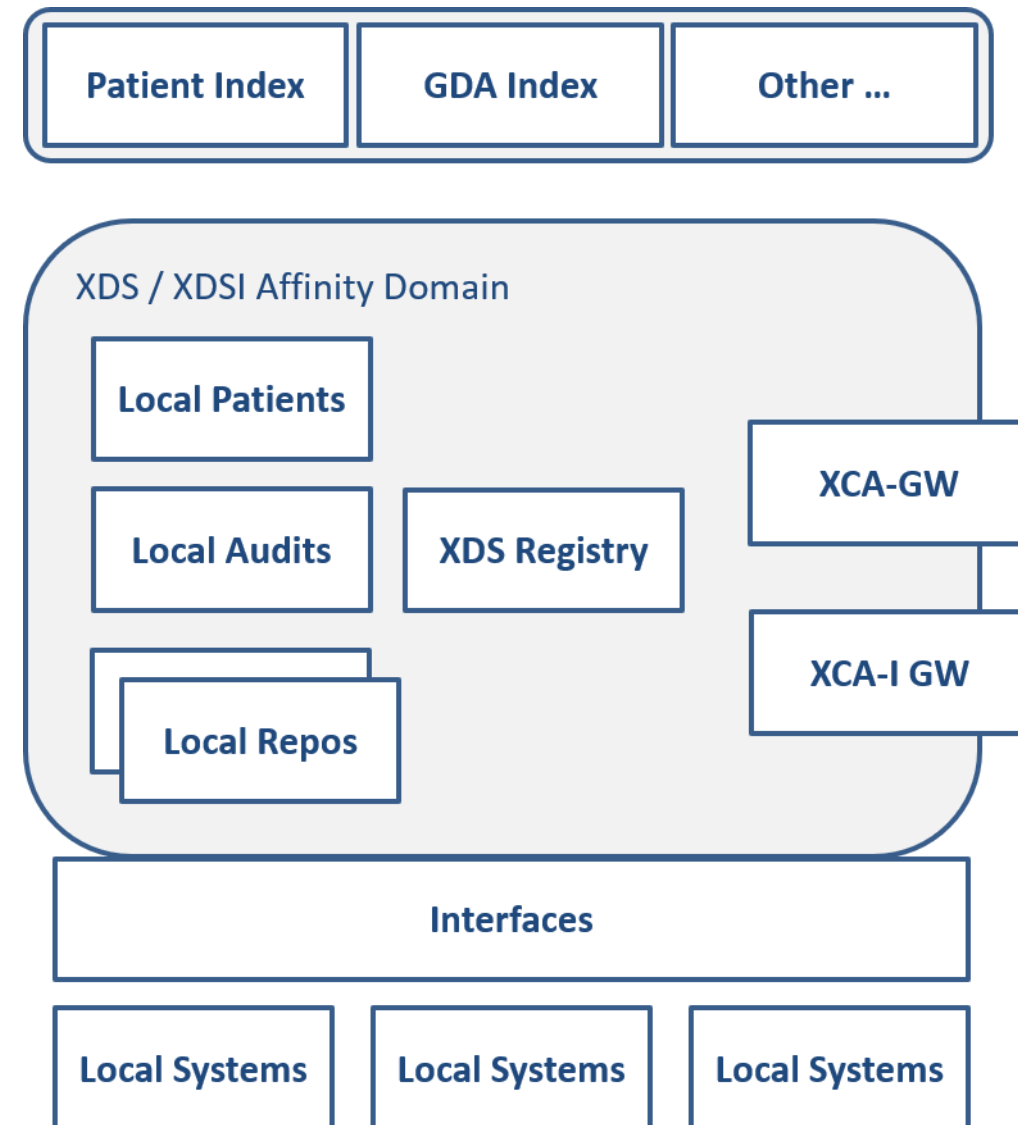 Patient Index
GDA Index
Other ...
XDS / XDSI Affinity Domain
Local Patients
XCA-GW
Local Audits
XDS Registry
XCA-I GW
Local Repos
Interfaces
Local Systems
Local Systems
Local Systems